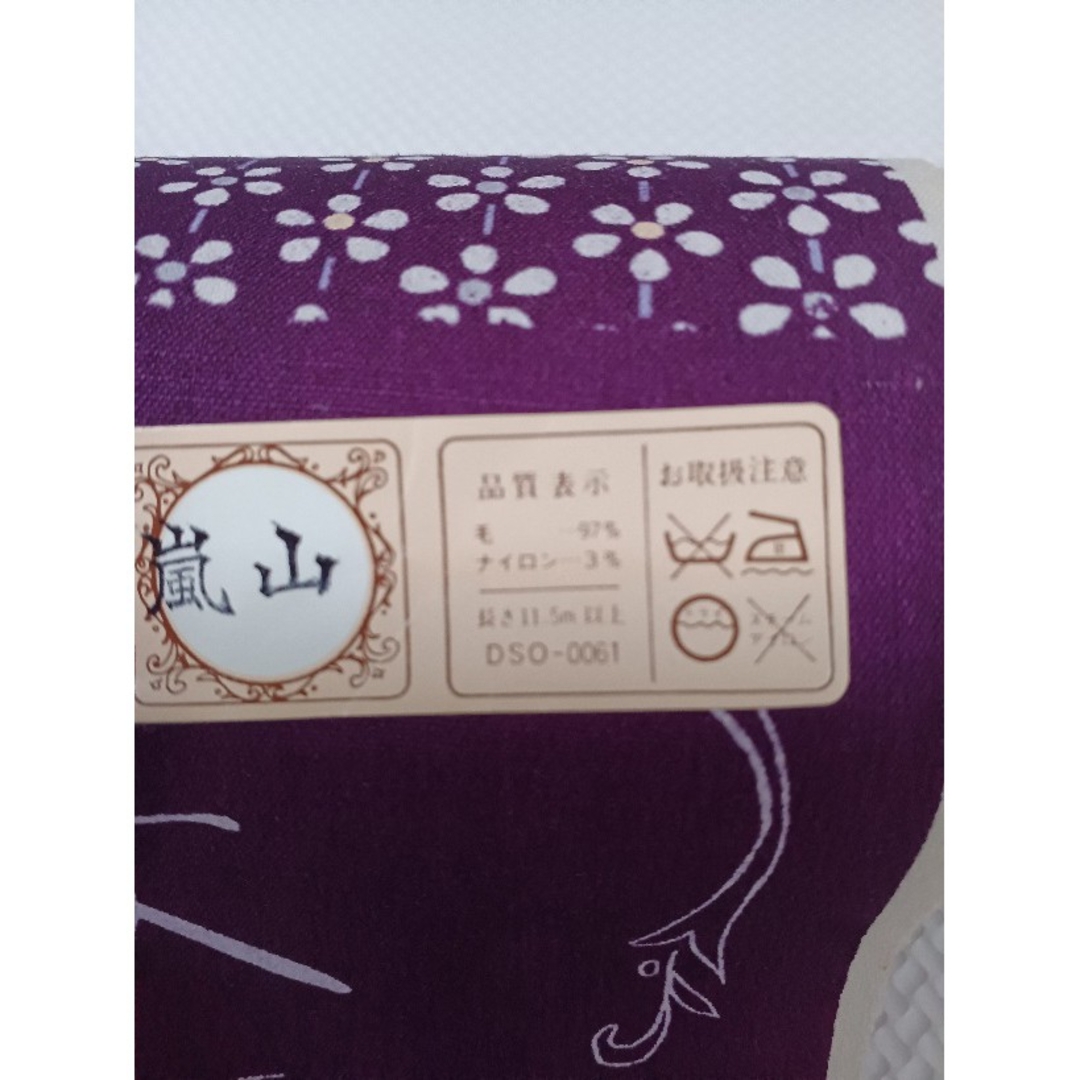 嵐山
品質表示
毛 …97%
ナイロン…3%
長さ11.5m以上
DSO-0061
お取扱注意